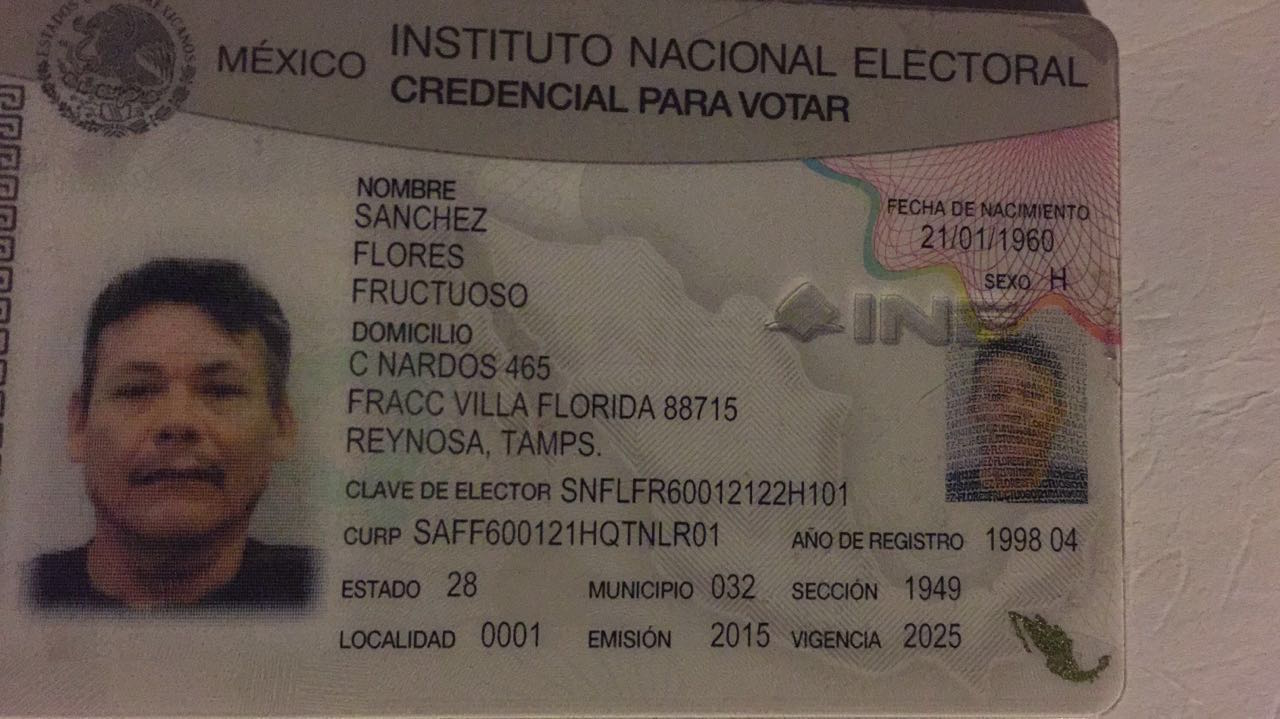 ESTADOS UNIDOS MEXICANOS
MÉXICO INSTITUTO NACIONAL ELECTORAL
CREDENCIAL PARA VOTAR
NOMBRE
SANCHEZ
FLORES
FRUCTUOSO
FECHA DE NACIMIENTO
21/01/1960
SEXO H
DOMICILIO
C NARDOS 465
FRACC VILLA FLORIDA 88715
REYNOSA, TAMPS.
INE
CLAVE DE ELECTOR SNFLFR60012122H101
CURP SAFF600121HQTNLR01 AÑO DE REGISTRO 1998 04
ESTADO 28 MUNICIPIO 032 SECCIÓN 1949
LOCALIDAD 0001 EMISIÓN 2015 VIGENCIA 2025